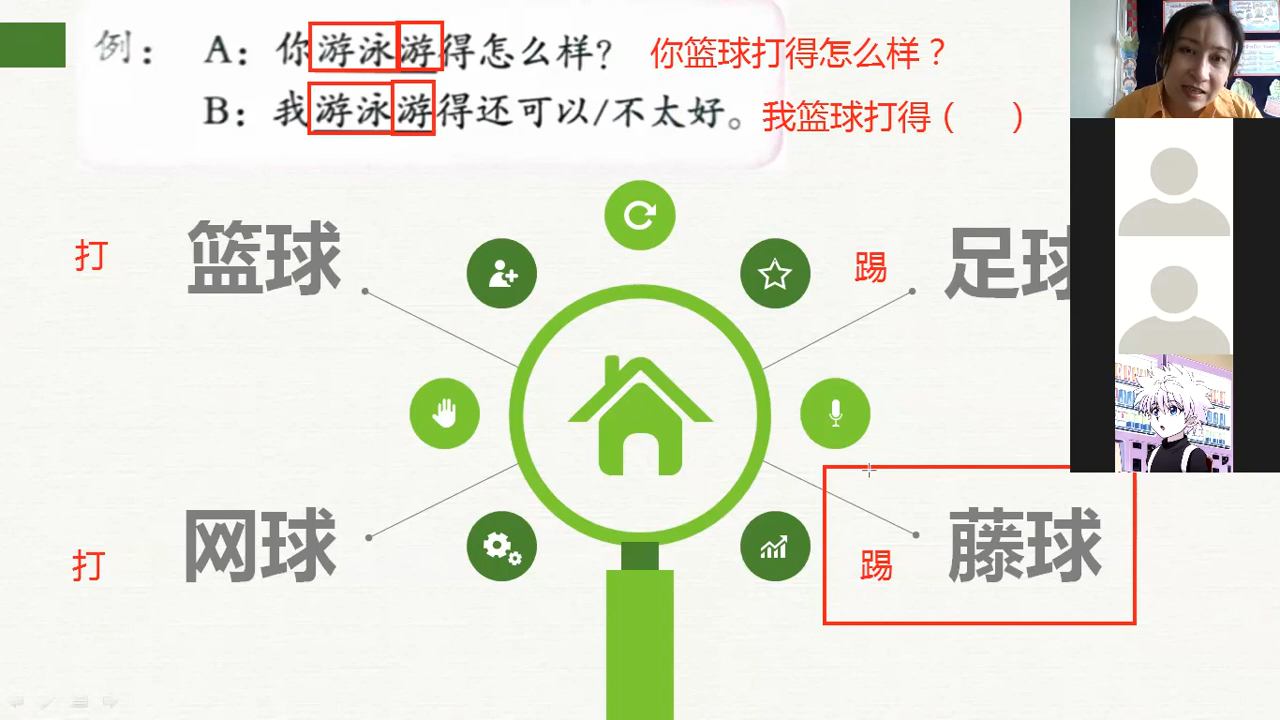 例： A：你游泳游得怎么样？ 你篮球打得怎么样？
B：我游泳游得还可以/不太好。 我篮球打得（ ）
打 篮球
踢 足球
打 网球
踢 藤球